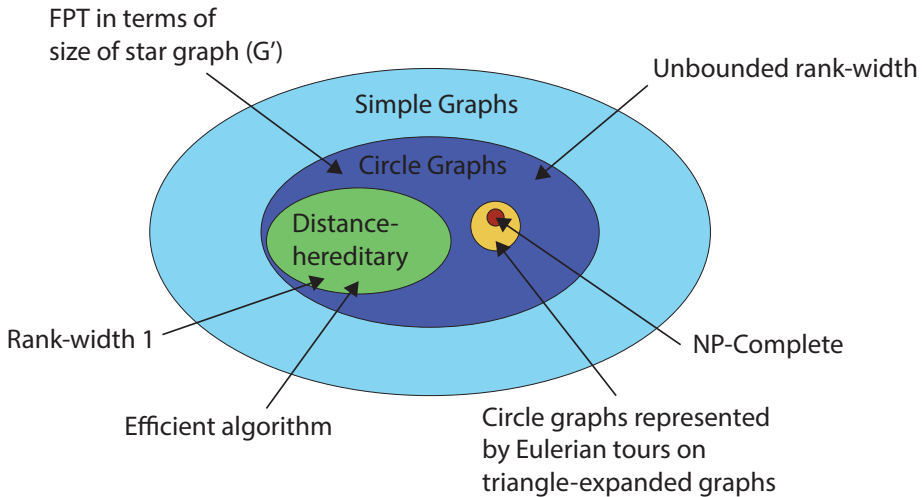 FPT in terms of
size of star graph (G')
Unbounded rank-width
Simple Graphs
Circle Graphs
Distance-
hereditary
Rank-width 1
NP-Complete
Efficient algorithm
Circle graphs represented
by Eulerian tours on
triangle-expanded graphs